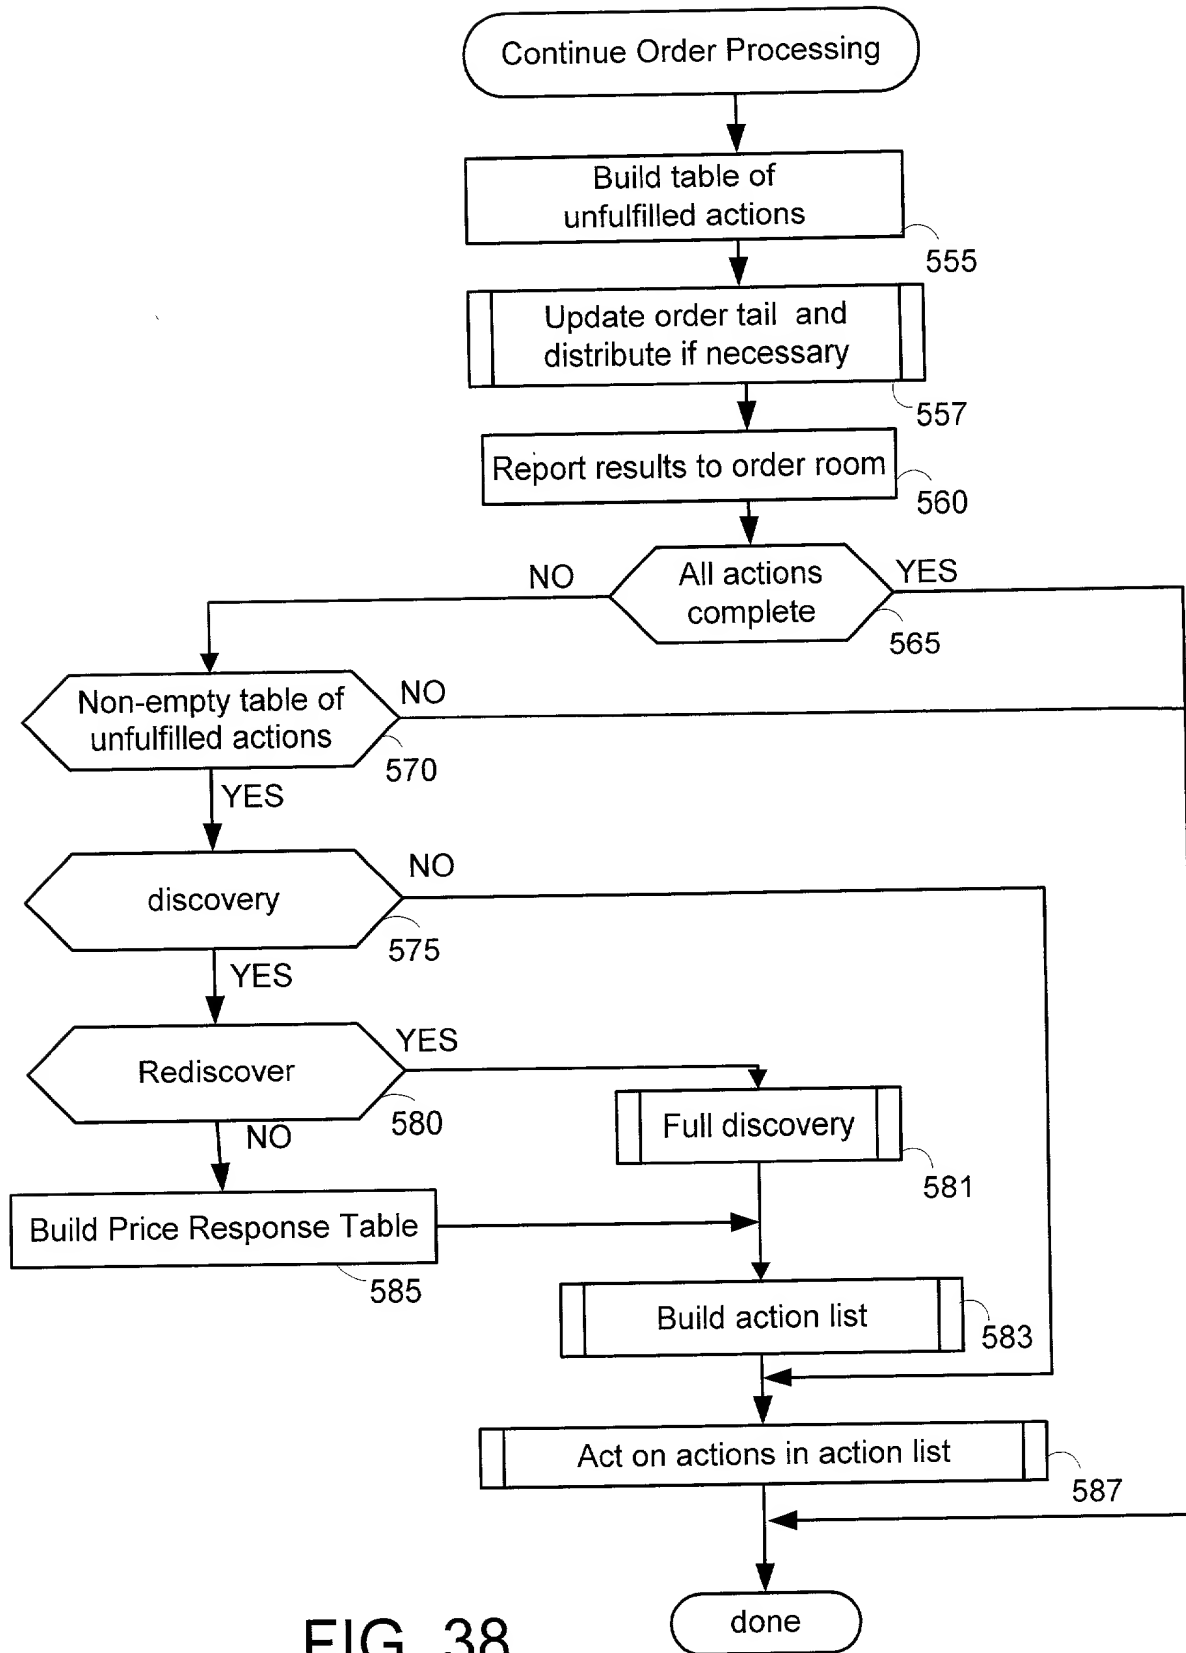 Continue Order Processing
Build table of
unfulfilled actions
555
Update order tail and
distribute if necessary
557
Report results to order room
560
All actions
complete
NO
YES
565
Non-empty table of
unfulfilled actions
NO
570
YES
discovery
NO
575
YES
Rediscover
YES
580
NO
Full discovery
581
Build Price Response Table
585
Build action list
583
Act on actions in action list
587
done
FIG. 38